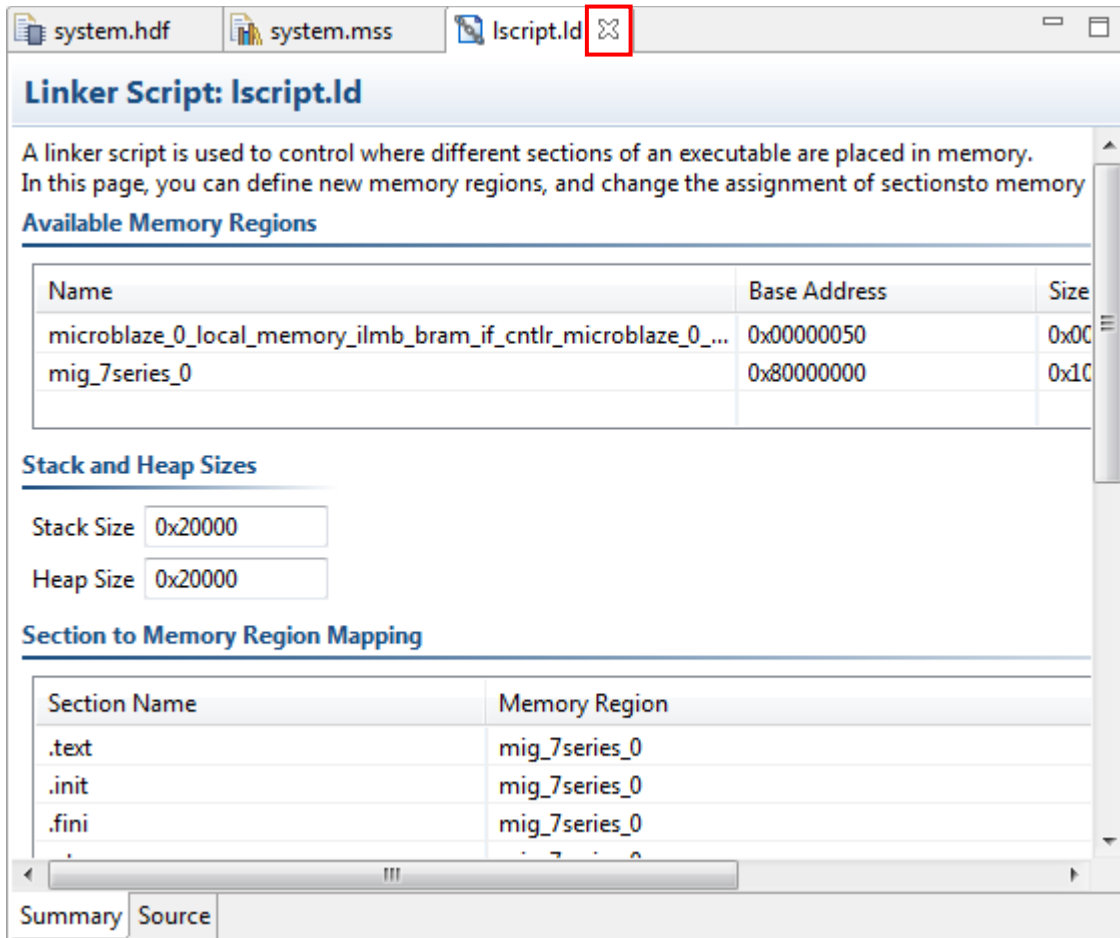 system.hdf system.mss lscript.ld
Linker Script: lscript.ld
A linker script is used to control where different sections of an executable are placed in memory.
In this page, you can define new memory regions, and change the assignment of sectionsto memory
Available Memory Regions
Name Base Address Size
microblaze_0_local_memory_ilmb_bram_if_cntlr_microblaze_0_... 0x00000050 0x00
mig_7series_0 0x80000000 0x10
Stack and Heap Sizes
Stack Size 0x20000
Heap Size 0x20000
Section to Memory Region Mapping
Section Name Memory Region
.text mig_7series_0
.init mig_7series_0
.fini mig_7series_0
Summary Source